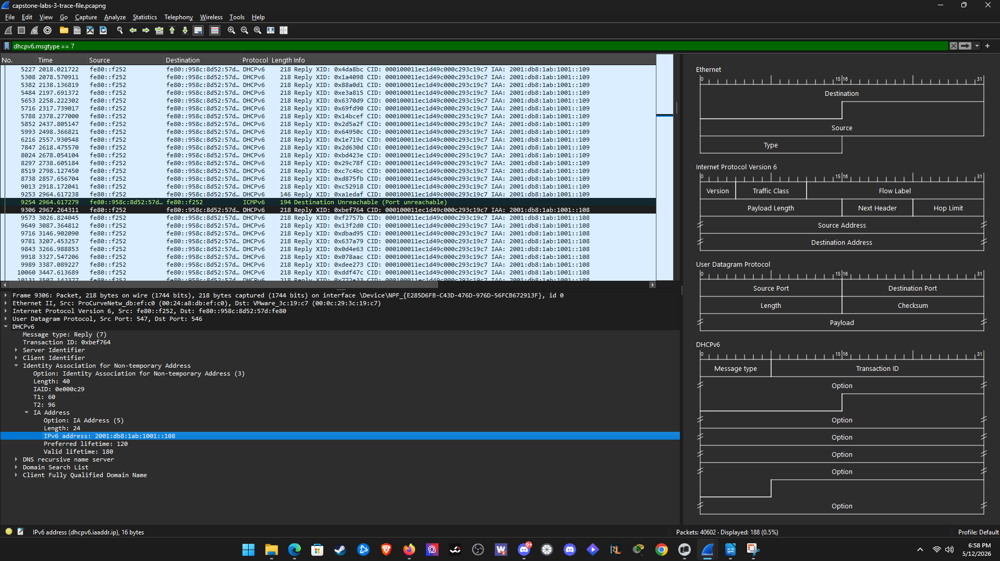 capstone-labs-3-trace-file.pcapng
File Edit View Go Capture Analyze Statistics Telephony Wireless Tools Help
dhcpv6.msgtype == 7
No. Time Source Destination Protocol Length Info
5227 2018.021722 fe80::f252 fe80::958c:8d52:57d… DHCPv6 218 Reply XID: 0x4da8bc CID: 000100011ec1d49c000c293c19c7 IAA: 2001:db8:1ab:1001::109
5308 2078.570911 fe80::f252 fe80::958c:8d52:57d… DHCPv6 218 Reply XID: 0x1a4098 CID: 000100011ec1d49c000c293c19c7 IAA: 2001:db8:1ab:1001::109
5382 2138.136819 fe80::f252 fe80::958c:8d52:57d… DHCPv6 218 Reply XID: 0x88a0d1 CID: 000100011ec1d49c000c293c19c7 IAA: 2001:db8:1ab:1001::109
5484 2197.691372 fe80::f252 fe80::958c:8d52:57d… DHCPv6 218 Reply XID: 0xe3a815 CID: 000100011ec1d49c000c293c19c7 IAA: 2001:db8:1ab:1001::109
5653 2258.222302 fe80::f252 fe80::958c:8d52:57d… DHCPv6 218 Reply XID: 0x6370d9 CID: 000100011ec1d49c000c293c19c7 IAA: 2001:db8:1ab:1001::109
5716 2317.739017 fe80::f252 fe80::958c:8d52:57d… DHCPv6 218 Reply XID: 0x69fd90 CID: 000100011ec1d49c000c293c19c7 IAA: 2001:db8:1ab:1001::109
5788 2378.277000 fe80::f252 fe80::958c:8d52:57d… DHCPv6 218 Reply XID: 0x14bcef CID: 000100011ec1d49c000c293c19c7 IAA: 2001:db8:1ab:1001::109
5852 2437.805147 fe80::f252 fe80::958c:8d52:57d… DHCPv6 218 Reply XID: 0x2d5a2f CID: 000100011ec1d49c000c293c19c7 IAA: 2001:db8:1ab:1001::109
5993 2498.366821 fe80::f252 fe80::958c:8d52:57d… DHCPv6 218 Reply XID: 0x64950c CID: 000100011ec1d49c000c293c19c7 IAA: 2001:db8:1ab:1001::109
6216 2557.930548 fe80::f252 fe80::958c:8d52:57d… DHCPv6 218 Reply XID: 0x1e719c CID: 000100011ec1d49c000c293c19c7 IAA: 2001:db8:1ab:1001::109
7847 2618.475570 fe80::f252 fe80::958c:8d52:57d… DHCPv6 218 Reply XID: 0x2d630d CID: 000100011ec1d49c000c293c19c7 IAA: 2001:db8:1ab:1001::109
8024 2678.054104 fe80::f252 fe80::958c:8d52:57d… DHCPv6 218 Reply XID: 0xbd423e CID: 000100011ec1d49c000c293c19c7 IAA: 2001:db8:1ab:1001::109
8297 2738.605184 fe80::f252 fe80::958c:8d52:57d… DHCPv6 218 Reply XID: 0x29c78f CID: 000100011ec1d49c000c293c19c7 IAA: 2001:db8:1ab:1001::109
8519 2798.127450 fe80::f252 fe80::958c:8d52:57d… DHCPv6 218 Reply XID: 0xc7c4bc CID: 000100011ec1d49c000c293c19c7 IAA: 2001:db8:1ab:1001::109
8738 2857.656704 fe80::f252 fe80::958c:8d52:57d… DHCPv6 218 Reply XID: 0xd875fb CID: 000100011ec1d49c000c293c19c7 IAA: 2001:db8:1ab:1001::109
9013 2918.172041 fe80::f252 fe80::958c:8d52:57d… DHCPv6 218 Reply XID: 0xc52918 CID: 000100011ec1d49c000c293c19c7 IAA: 2001:db8:1ab:1001::109
9253 2964.617238 fe80::f252 fe80::958c:8d52:57d… DHCPv6 146 Reply XID: 0xa1edaf CID: 000100011ec1d49c000c293c19c7
9254 2964.617279 fe80::958c:8d52:57d… fe80::f252 ICMPv6 194 Destination Unreachable (Port unreachable)
9306 2967.264311 fe80::f252 fe80::958c:8d52:57d… DHCPv6 218 Reply XID: 0xbef764 CID: 000100011ec1d49c000c293c19c7 IAA: 2001:db8:1ab:1001::108
9573 3026.824045 fe80::f252 fe80::958c:8d52:57d… DHCPv6 218 Reply XID: 0xf2757b CID: 000100011ec1d49c000c293c19c7 IAA: 2001:db8:1ab:1001::108
9649 3087.364812 fe80::f252 fe80::958c:8d52:57d… DHCPv6 218 Reply XID: 0x13f2d0 CID: 000100011ec1d49c000c293c19c7 IAA: 2001:db8:1ab:1001::108
9716 3146.902090 fe80::f252 fe80::958c:8d52:57d… DHCPv6 218 Reply XID: 0xdbad95 CID: 000100011ec1d49c000c293c19c7 IAA: 2001:db8:1ab:1001::108
9781 3207.453257 fe80::f252 fe80::958c:8d52:57d… DHCPv6 218 Reply XID: 0x637a79 CID: 000100011ec1d49c000c293c19c7 IAA: 2001:db8:1ab:1001::108
9843 3266.988853 fe80::f252 fe80::958c:8d52:57d… DHCPv6 218 Reply XID: 0x0d4e63 CID: 000100011ec1d49c000c293c19c7 IAA: 2001:db8:1ab:1001::108
9918 3327.547206 fe80::f252 fe80::958c:8d52:57d… DHCPv6 218 Reply XID: 0x078aac CID: 000100011ec1d49c000c293c19c7 IAA: 2001:db8:1ab:1001::108
9989 3387.089227 fe80::f252 fe80::958c:8d52:57d… DHCPv6 218 Reply XID: 0xdee273 CID: 000100011ec1d49c000c293c19c7 IAA: 2001:db8:1ab:1001::108
10060 3447.613689 fe80::f252 fe80::958c:8d52:57d… DHCPv6 218 Reply XID: 0xddf47c CID: 000100011ec1d49c000c293c19c7 IAA: 2001:db8:1ab:1001::108
10131 3507.142377 fe80::f252 fe80::958c:8d52:57d… DHCPv6 218 Reply XID: 0x772e33 CID: 000100011ec1d49c000c293c19c7 IAA: 2001:db8:1ab:1001::108
Frame 9306: Packet, 218 bytes on wire (1744 bits), 218 bytes captured (1744 bits) on interface \Device\NPF_{E285D6FB-C43D-476D-976D-56FCB672913F}, id 0
Ethernet II, Src: ProCurveNetw_db:ef:c0 (00:24:a8:db:ef:c0), Dst: VMware_3c:19:c7 (00:0c:29:3c:19:c7)
Internet Protocol Version 6, Src: fe80::f252, Dst: fe80::958c:8d52:57d:fe80
User Datagram Protocol, Src Port: 547, Dst Port: 546
DHCPv6
Message type: Reply (7)
Transaction ID: 0xbef764
Server Identifier
Client Identifier
Identity Association for Non-temporary Address
Option: Identity Association for Non-temporary Address (3)
Length: 40
IAID: 0e000c29
T1: 60
T2: 96
IA Address
Option: IA Address (5)
Length: 24
IPv6 address: 2001:db8:1ab:1001::108
Preferred lifetime: 120
Valid lifetime: 180
DNS recursive name server
Domain Search List
Client Fully Qualified Domain Name
Ethernet
0 15 16 31
Destination
Source
Type
Internet Protocol Version 6
0 15 16 31
Version Traffic Class Flow Label
Payload Length Next Header Hop Limit
Source Address
Destination Address
User Datagram Protocol
0 15 16 31
Source Port Destination Port
Length Checksum
Payload
DHCPv6
0 15 16 31
Message type Transaction ID
Option
Option
Option
Option
Option
Option
IPv6 address (dhcpv6.iaaddr.ip), 16 bytes
Packets: 40602 · Displayed: 188 (0.5%)
Profile: Default
9+
W
RL
6:58 PM
5/12/2026